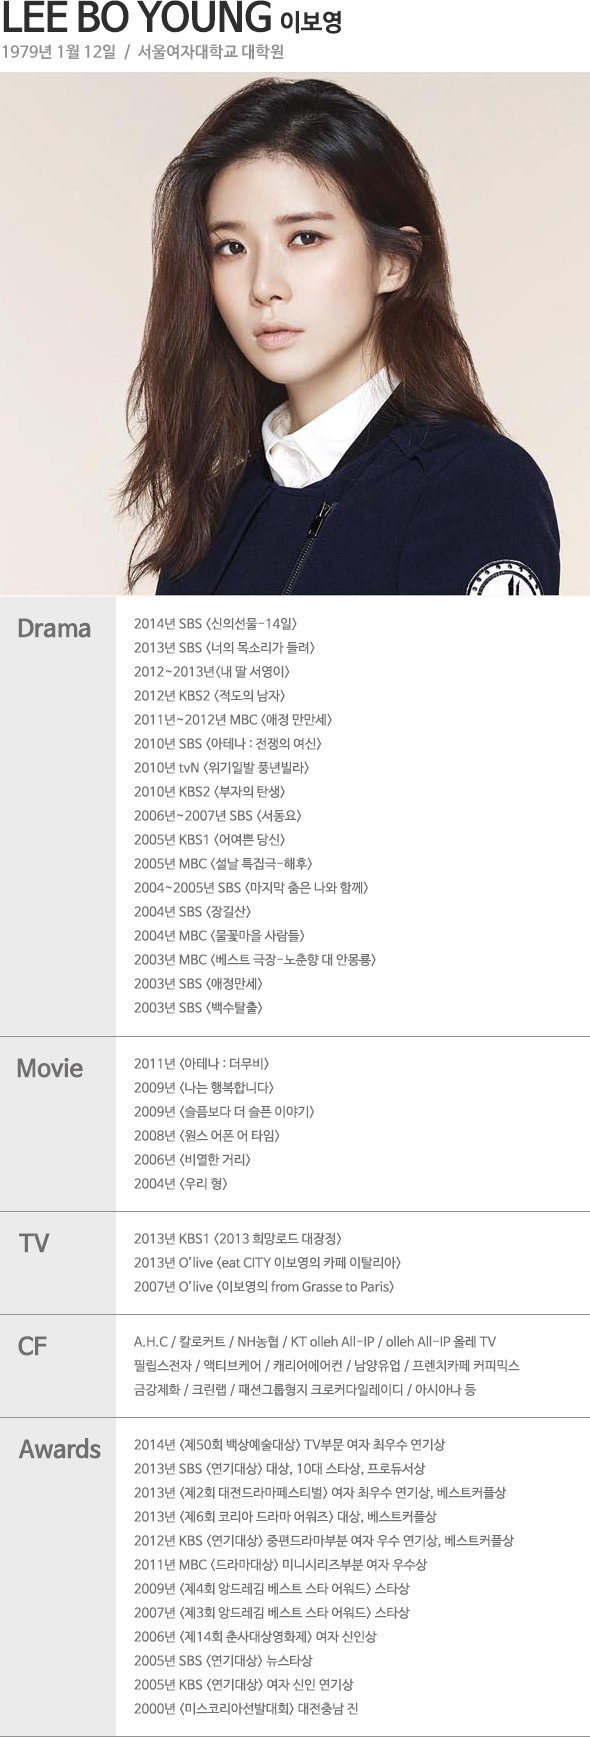 LEE BO YOUNG 이보영
1979년 1월 12일 / 서울여자대학교 대학원
Drama
2014년 SBS <신의선물-14일>
2013년 SBS <너의 목소리가 들려>
2012~2013년<내 딸 서영이>
2012년 KBS2 <적도의 남자>
2011년~2012년 MBC <애정 만만세>
2010년 SBS <아테나 : 전쟁의 여신>
2010년 tvN <위기일발 풍년빌라>
2010년 KBS2 <부자의 탄생>
2006년~2007년 SBS <서동요>
2005년 KBS1 <어여쁜 당신>
2005년 MBC <설날 특집극-해후>
2004~2005년 SBS <마지막 춤은 나와 함께>
2004년 SBS <장길산>
2004년 MBC <물꽃마을 사람들>
2003년 MBC <베스트 극장-노춘향 대 안몽룡>
2003년 SBS <애정만세>
2003년 SBS <백수탈출>
Movie
2011년 <아테나 : 더무비>
2009년 <나는 행복합니다>
2009년 <슬픔보다 더 슬픈 이야기>
2008년 <원스 어폰 어 타임>
2006년 <비열한 거리>
2004년 <우리 형>
TV
2013년 KBS1 <2013 희망로드 대장정>
2013년 O'live <eat CITY 이보영의 카페 이탈리아>
2007년 O'live <이보영의 from Grasse to Paris>
CF
A.H.C / 칼로커트 / NH농협 / KT olleh All-IP / olleh All-IP 올레 TV
필립스전자 / 액티브케어 / 캐리어에어컨 / 남양유업 / 프렌치카페 커피믹스
금강제화 / 크린랩 / 패션그룹형지 크로커다일레이디 / 아시아나 등
Awards
2014년 <제50회 백상예술대상> TV부문 여자 최우수 연기상
2013년 SBS <연기대상> 대상, 10대 스타상, 프로듀서상
2013년 <제2회 대전드라마페스티벌> 여자 최우수 연기상, 베스트커플상
2013년 <제6회 코리아 드라마 어워즈> 대상, 베스트커플상
2012년 KBS <연기대상> 중편드라마부분 여자 우수 연기상, 베스트커플상
2011년 MBC <드라마대상> 미니시리즈부분 여자 우수상
2009년 <제4회 앙드레김 베스트 스타 어워드> 스타상
2007년 <제3회 앙드레김 베스트 스타 어워드> 스타상
2006년 <제14회 춘사대상영화제> 여자 신인상
2005년 SBS <연기대상> 뉴스타상
2005년 KBS <연기대상> 여자 신인 연기상
2000년 <미스코리아선발대회> 대전충남 진